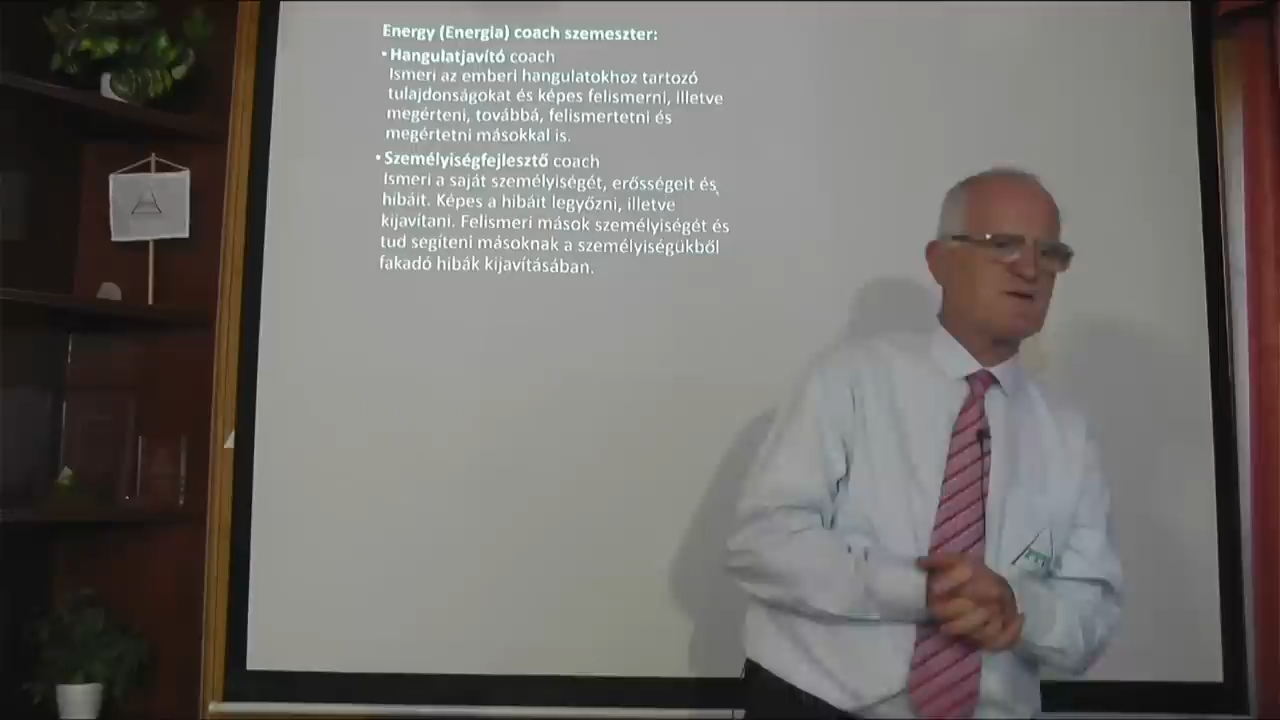 Energy (Energia) coach szemeszter:
• Hangulatjavító coach
Ismeri az emberi hangulatokhoz tartozó
tulajdonságokat és képes felismerni, illetve
megérteni, továbbá, felismertetni és
megértetni másokkal is.
• Személyiségfejlesztő coach
Ismeri a saját személyiségét, erősségeit és,
hibáit. Képes a hibáit legyőzni, illetve
kijavítani. Felismeri mások személyiségét és
tud segíteni másoknak a személyiségükből
fakadó hibák kijavításában.